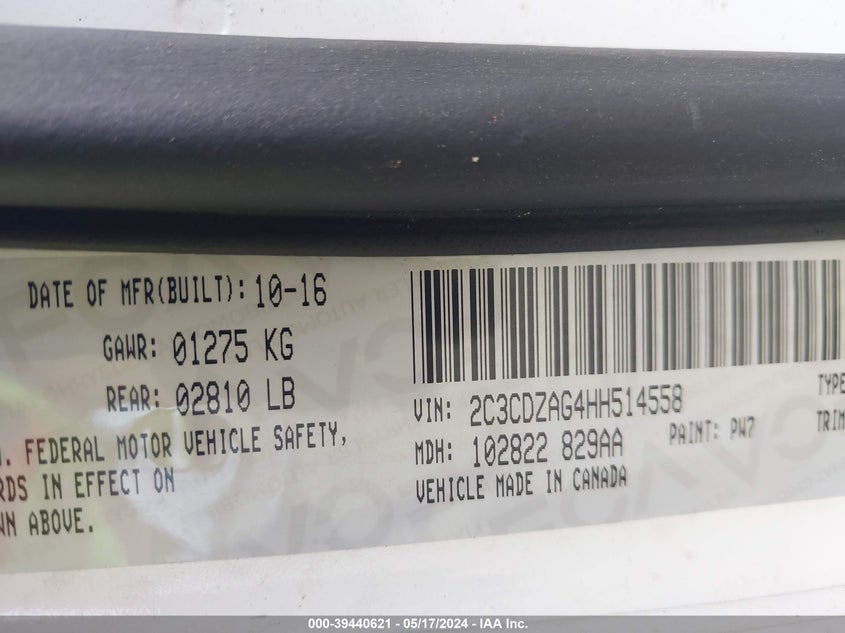 DATE OF MFR(BUILT): 10-16
GAWR: 01275 KG
REAR: 02810 LB
. FEDERAL MOTOR VEHICLE SAFETY,
RDS IN EFFECT ON
WN ABOVE.
VIN: 2C3CDZAG4HH514558
TYPE
MDH: 102822 829AA
PAINT: PW7
TRIM
VEHICLE MADE IN CANADA
000-39440621 - 05/17/2024 - IAA Inc.